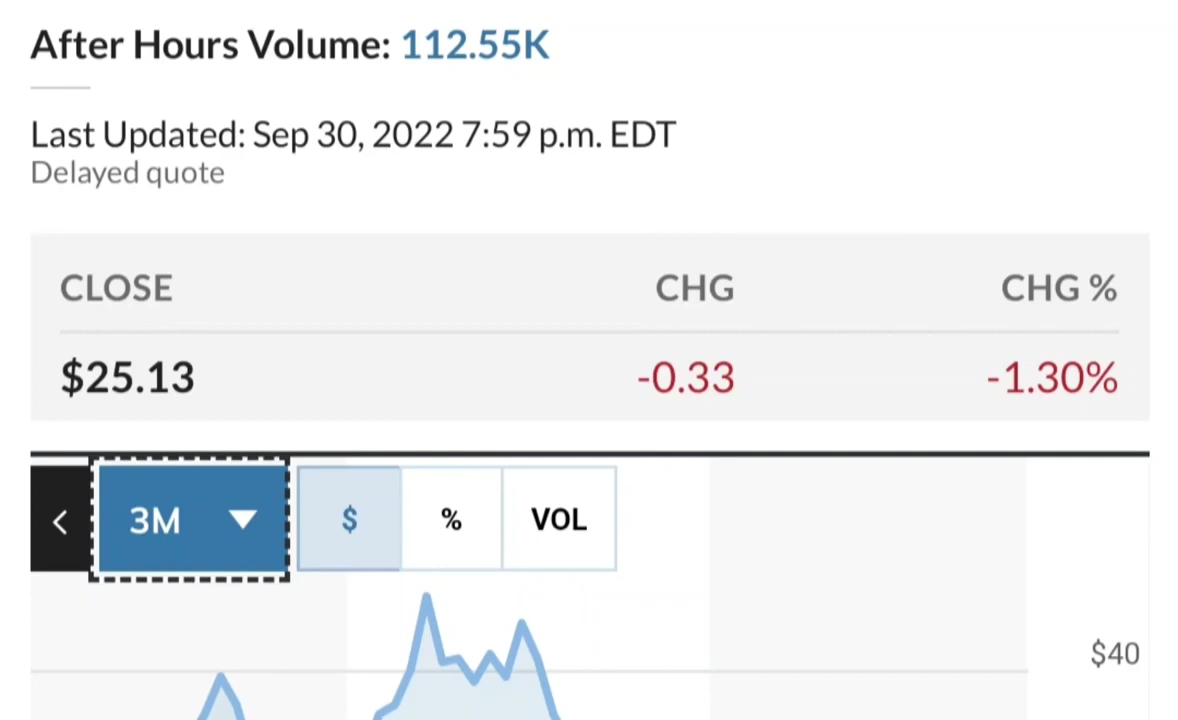 After Hours Volume: 112.55K
Last Updated: Sep 30, 2022 7:59 p.m. EDT
Delayed quote
CLOSE CHG CHG %
$25.13 -0.33 -1.30%
3M $ % VOL
$40